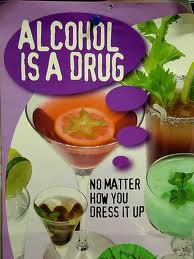 ALCOHOL
IS A DRUG
NO MATTER
HOW YOU
DRESS IT UP